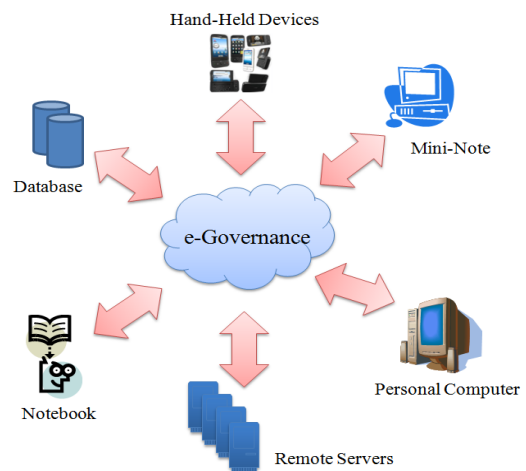 Hand-Held Devices
Mini-Note
Database
e-Governance
Personal Computer
Notebook
Remote Servers